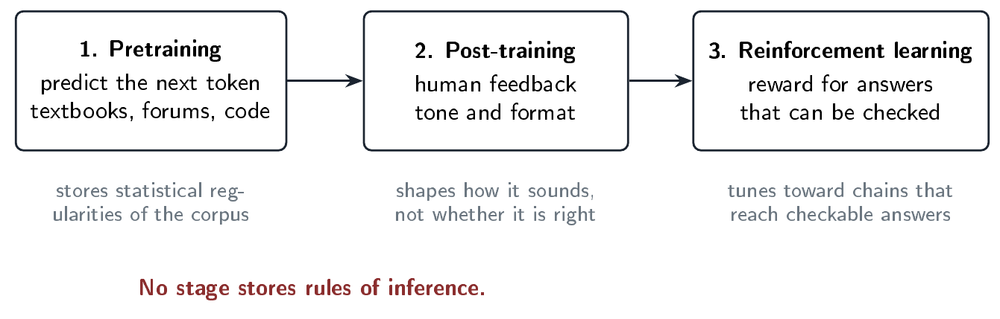 1. Pretraining
predict the next token
textbooks, forums, code
2. Post-training
human feedback
tone and format
3. Reinforcement learning
reward for answers
that can be checked
stores statistical reg-
ularities of the corpus
shapes how it sounds,
not whether it is right
tunes toward chains that
reach checkable answers
No stage stores rules of inference.